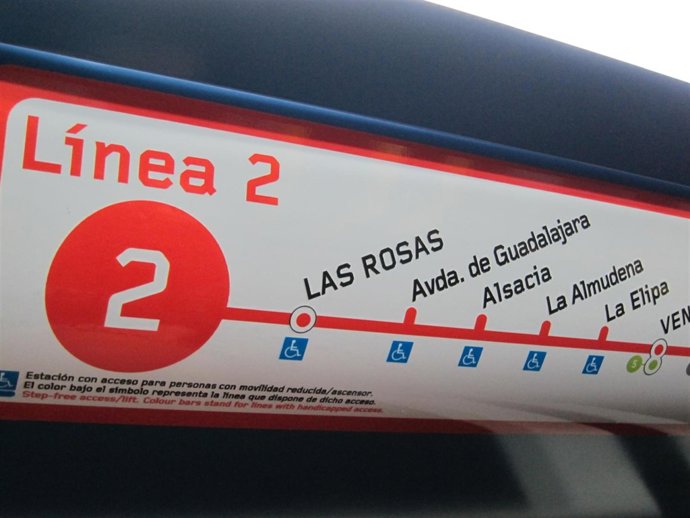 Línea 2
2
LAS ROSAS
Avda. de Guadalajara
Alsacia
La Almudena
La Elipa
VEN
5
Estación con acceso para personas con movilidad reducida/ascensor.
El color bajo el símbolo representa la línea que dispone de dicho acceso.
Step-free access/lift. Colour bars stand for lines with handicapped access.